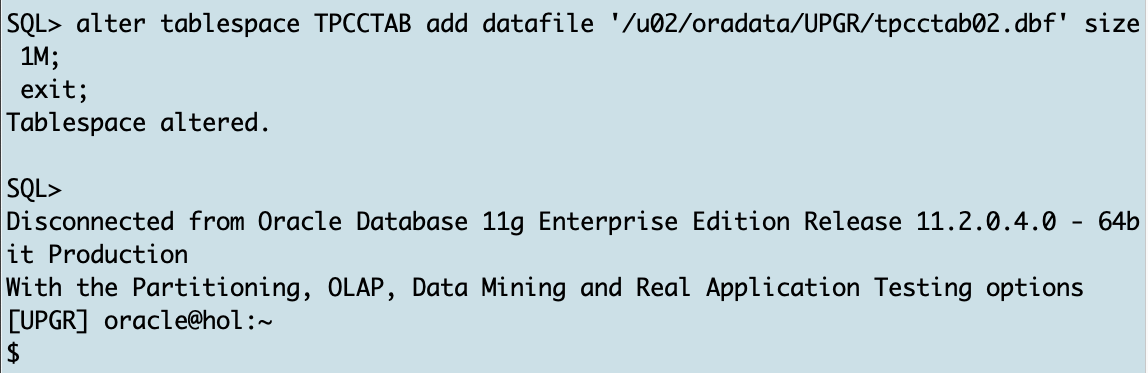 SQL> alter tablespace TPCCTAB add datafile '/u02/oradata/UPGR/tpcctab02.dbf' size
 1M;
 exit;
Tablespace altered.

SQL>
Disconnected from Oracle Database 11g Enterprise Edition Release 11.2.0.4.0 - 64b
it Production
With the Partitioning, OLAP, Data Mining and Real Application Testing options
[UPGR] oracle@hol:~
$